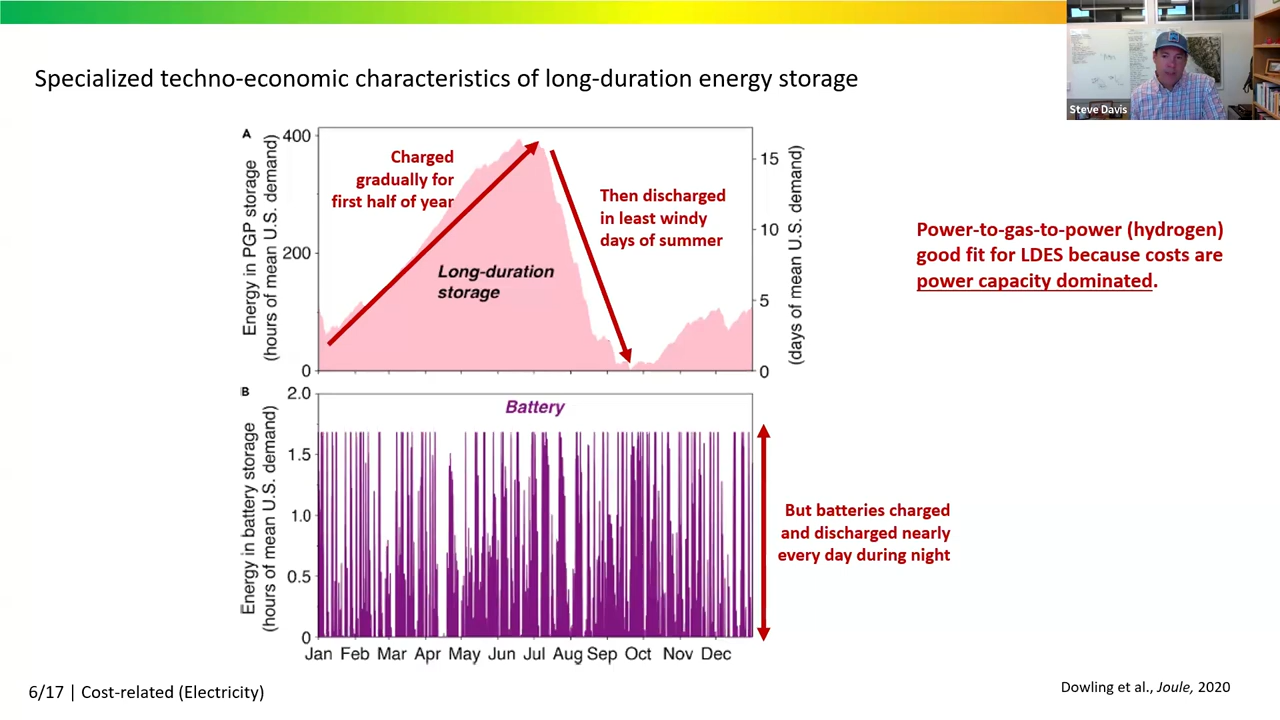 Steve Davis
Specialized techno-economic characteristics of long-duration energy storage
A
Energy in PGP storage
(hours of mean U.S. demand)
400
200
0
Charged
gradually for
first half of year
Long-duration
storage
Then discharged
in least windy
days of summer
15
10
5
0
(days of mean U.S. demand)
Power-to-gas-to-power (hydrogen)
good fit for LDES because costs are
power capacity dominated.
B
Energy in battery storage
(hours of mean U.S. demand)
2.0
1.5
1.0
0.5
0
Battery
But batteries charged
and discharged nearly
every day during night
Jan Feb Mar Apr May Jun Jul Aug Sep Oct Nov Dec
6/17 | Cost-related (Electricity)
Dowling et al., Joule, 2020